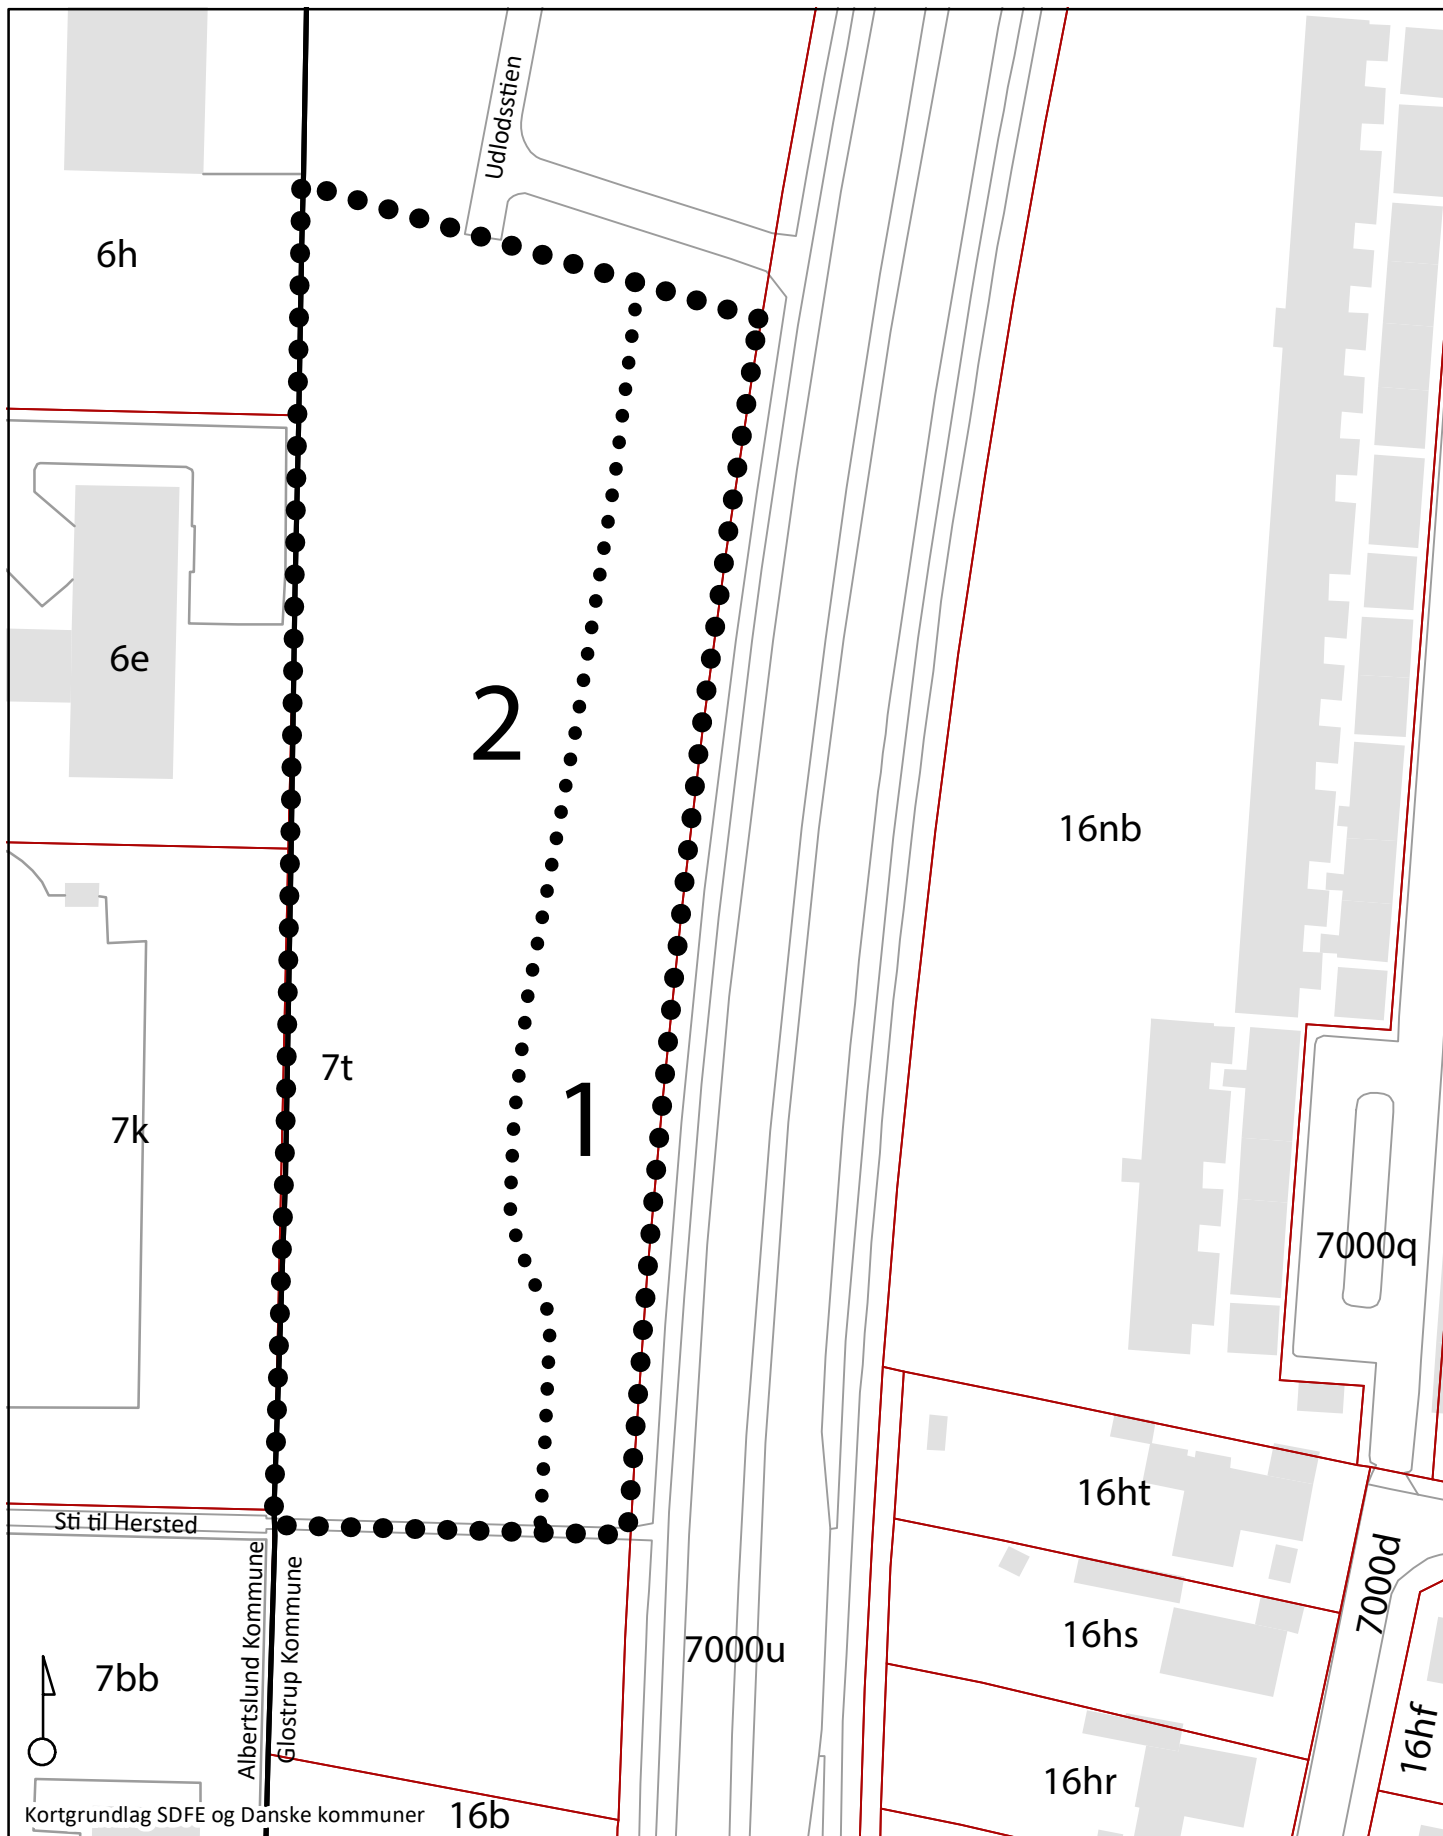 Udlodsstien
6h
6e
2
16nb
7t
1
7k
7000q
16ht
Sti til Hersted
7000d
Albertslund Kommune
Glostrup Kommune
16hs
7000u
7bb
16hf
16hr
Kortgrundlag SDFE og Danske kommuner
16b